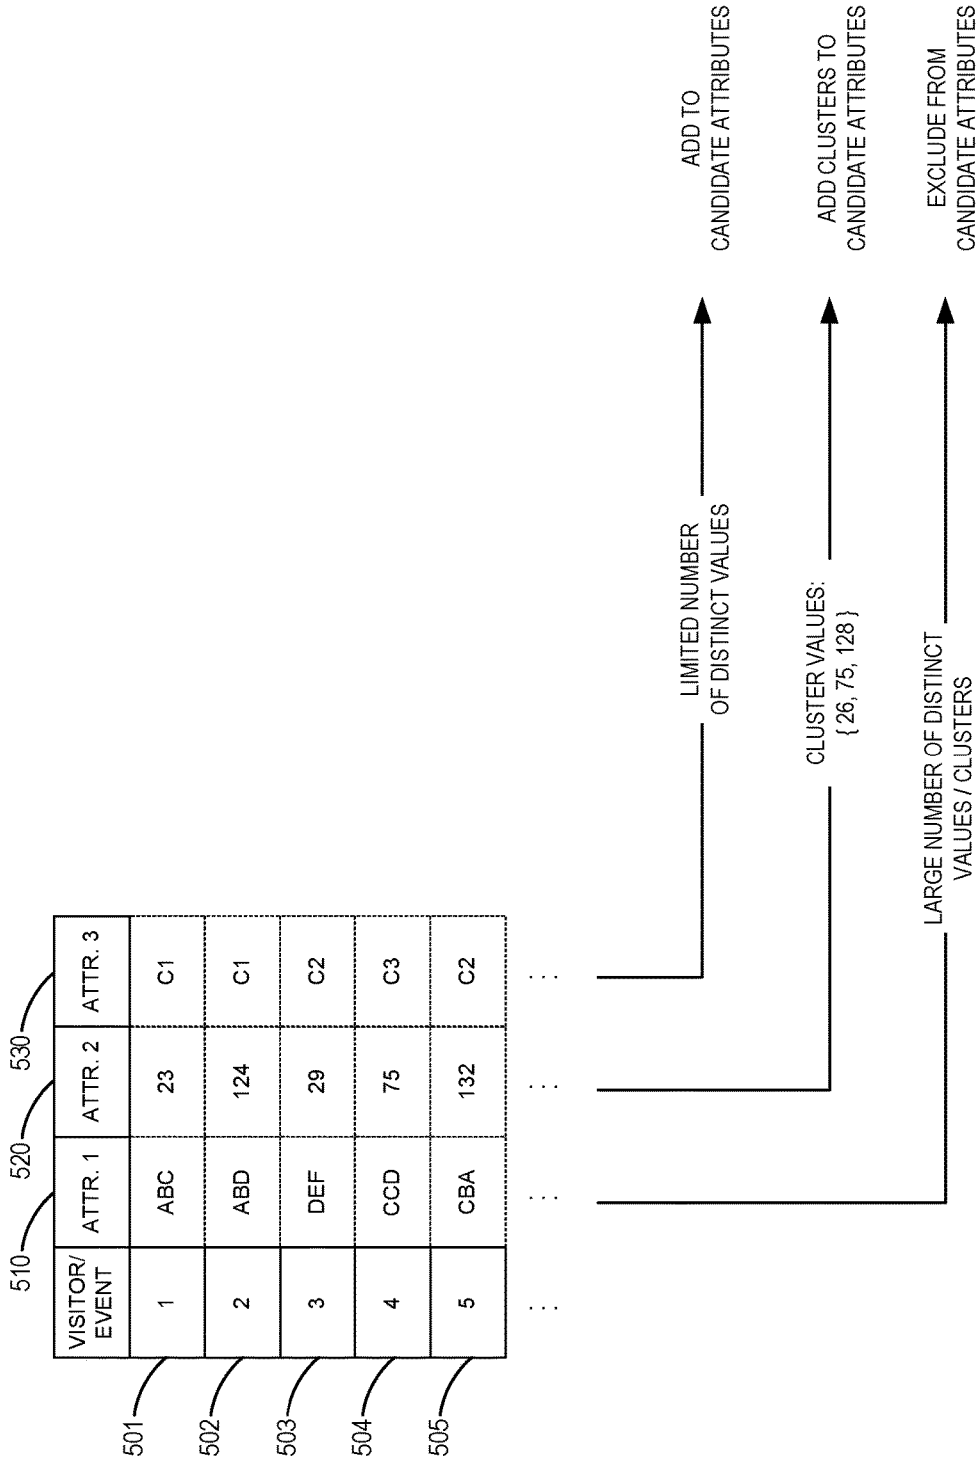 510
520
530
VISITOR/
EVENT
ATTR. 1
ATTR. 2
ATTR. 3
501
1
ABC
23
C1
502
2
ABD
124
C1
503
3
DEF
29
C2
504
4
CCD
75
C3
505
5
CBA
132
C2
. . .
. . .
. . .
. . .
LIMITED NUMBER
OF DISTINCT VALUES
ADD TO
CANDIDATE ATTRIBUTES
CLUSTER VALUES:
{ 26, 75, 128 }
ADD CLUSTERS TO
CANDIDATE ATTRIBUTES
LARGE NUMBER OF DISTINCT
VALUES / CLUSTERS
EXCLUDE FROM
CANDIDATE ATTRIBUTES